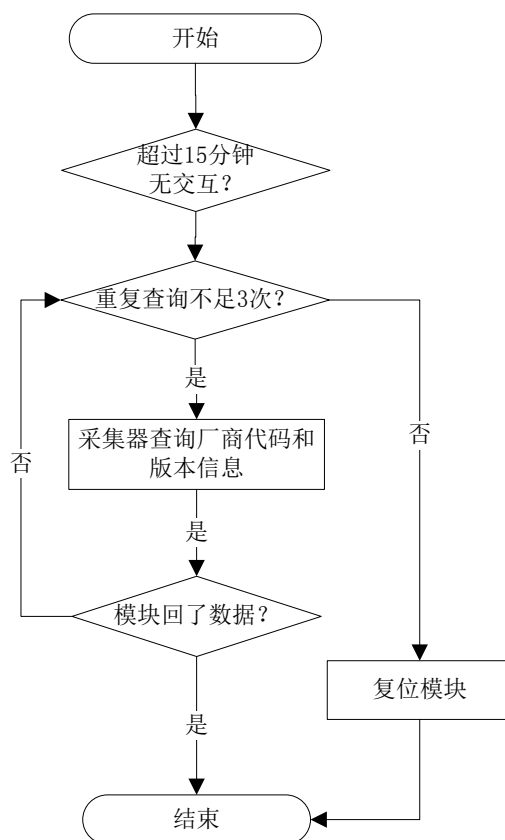 开始
超过15分钟
无交互？
重复查询不足3次？
是
否
采集器查询厂商代码和
版本信息
否
是
模块回了数据？
复位模块
是
结束